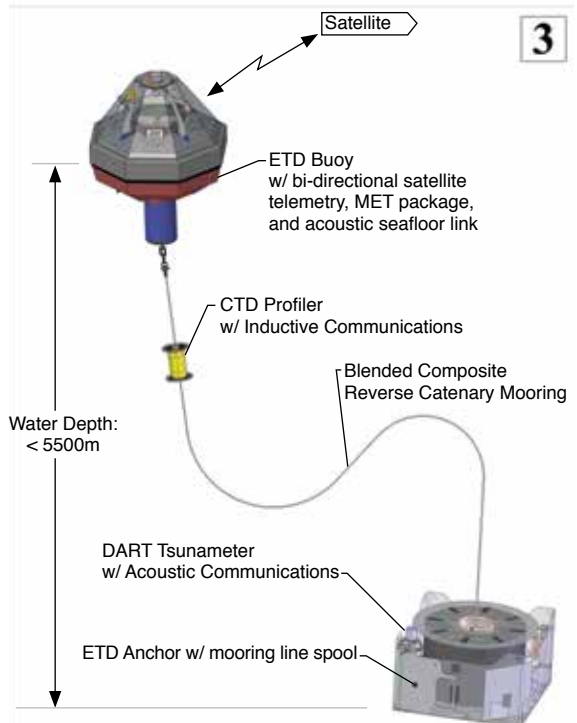 Satellite
3
ETD Buoy
w/ bi-directional satellite
telemetry, MET package,
and acoustic seafloor link
CTD Profiler
w/ Inductive Communications
Blended Composite
Reverse Catenary Mooring
Water Depth:
< 5500m
DART Tsunameter
w/ Acoustic Communications
ETD Anchor w/ mooring line spool